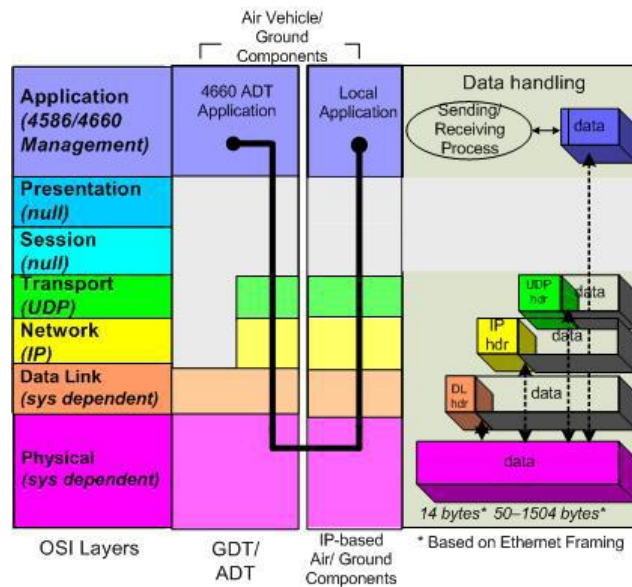 Air Vehicle/
Ground
Components
Application
(4586/4660
Management)
4660 ADT
Application
Local
Application
Data handling
Sending/
Receiving
Process
data
Presentation
(null)
Session
(null)
Transport
(UDP)
UDP
hdr
data
Network
(IP)
IP
hdr
data
Data Link
(sys dependent)
DL
hdr
data
Physical
(sys dependent)
data
14 bytes* 50–1504 bytes*
OSI Layers
GDT/
ADT
IP-based
Air/ Ground
Components
* Based on Ethernet Framing